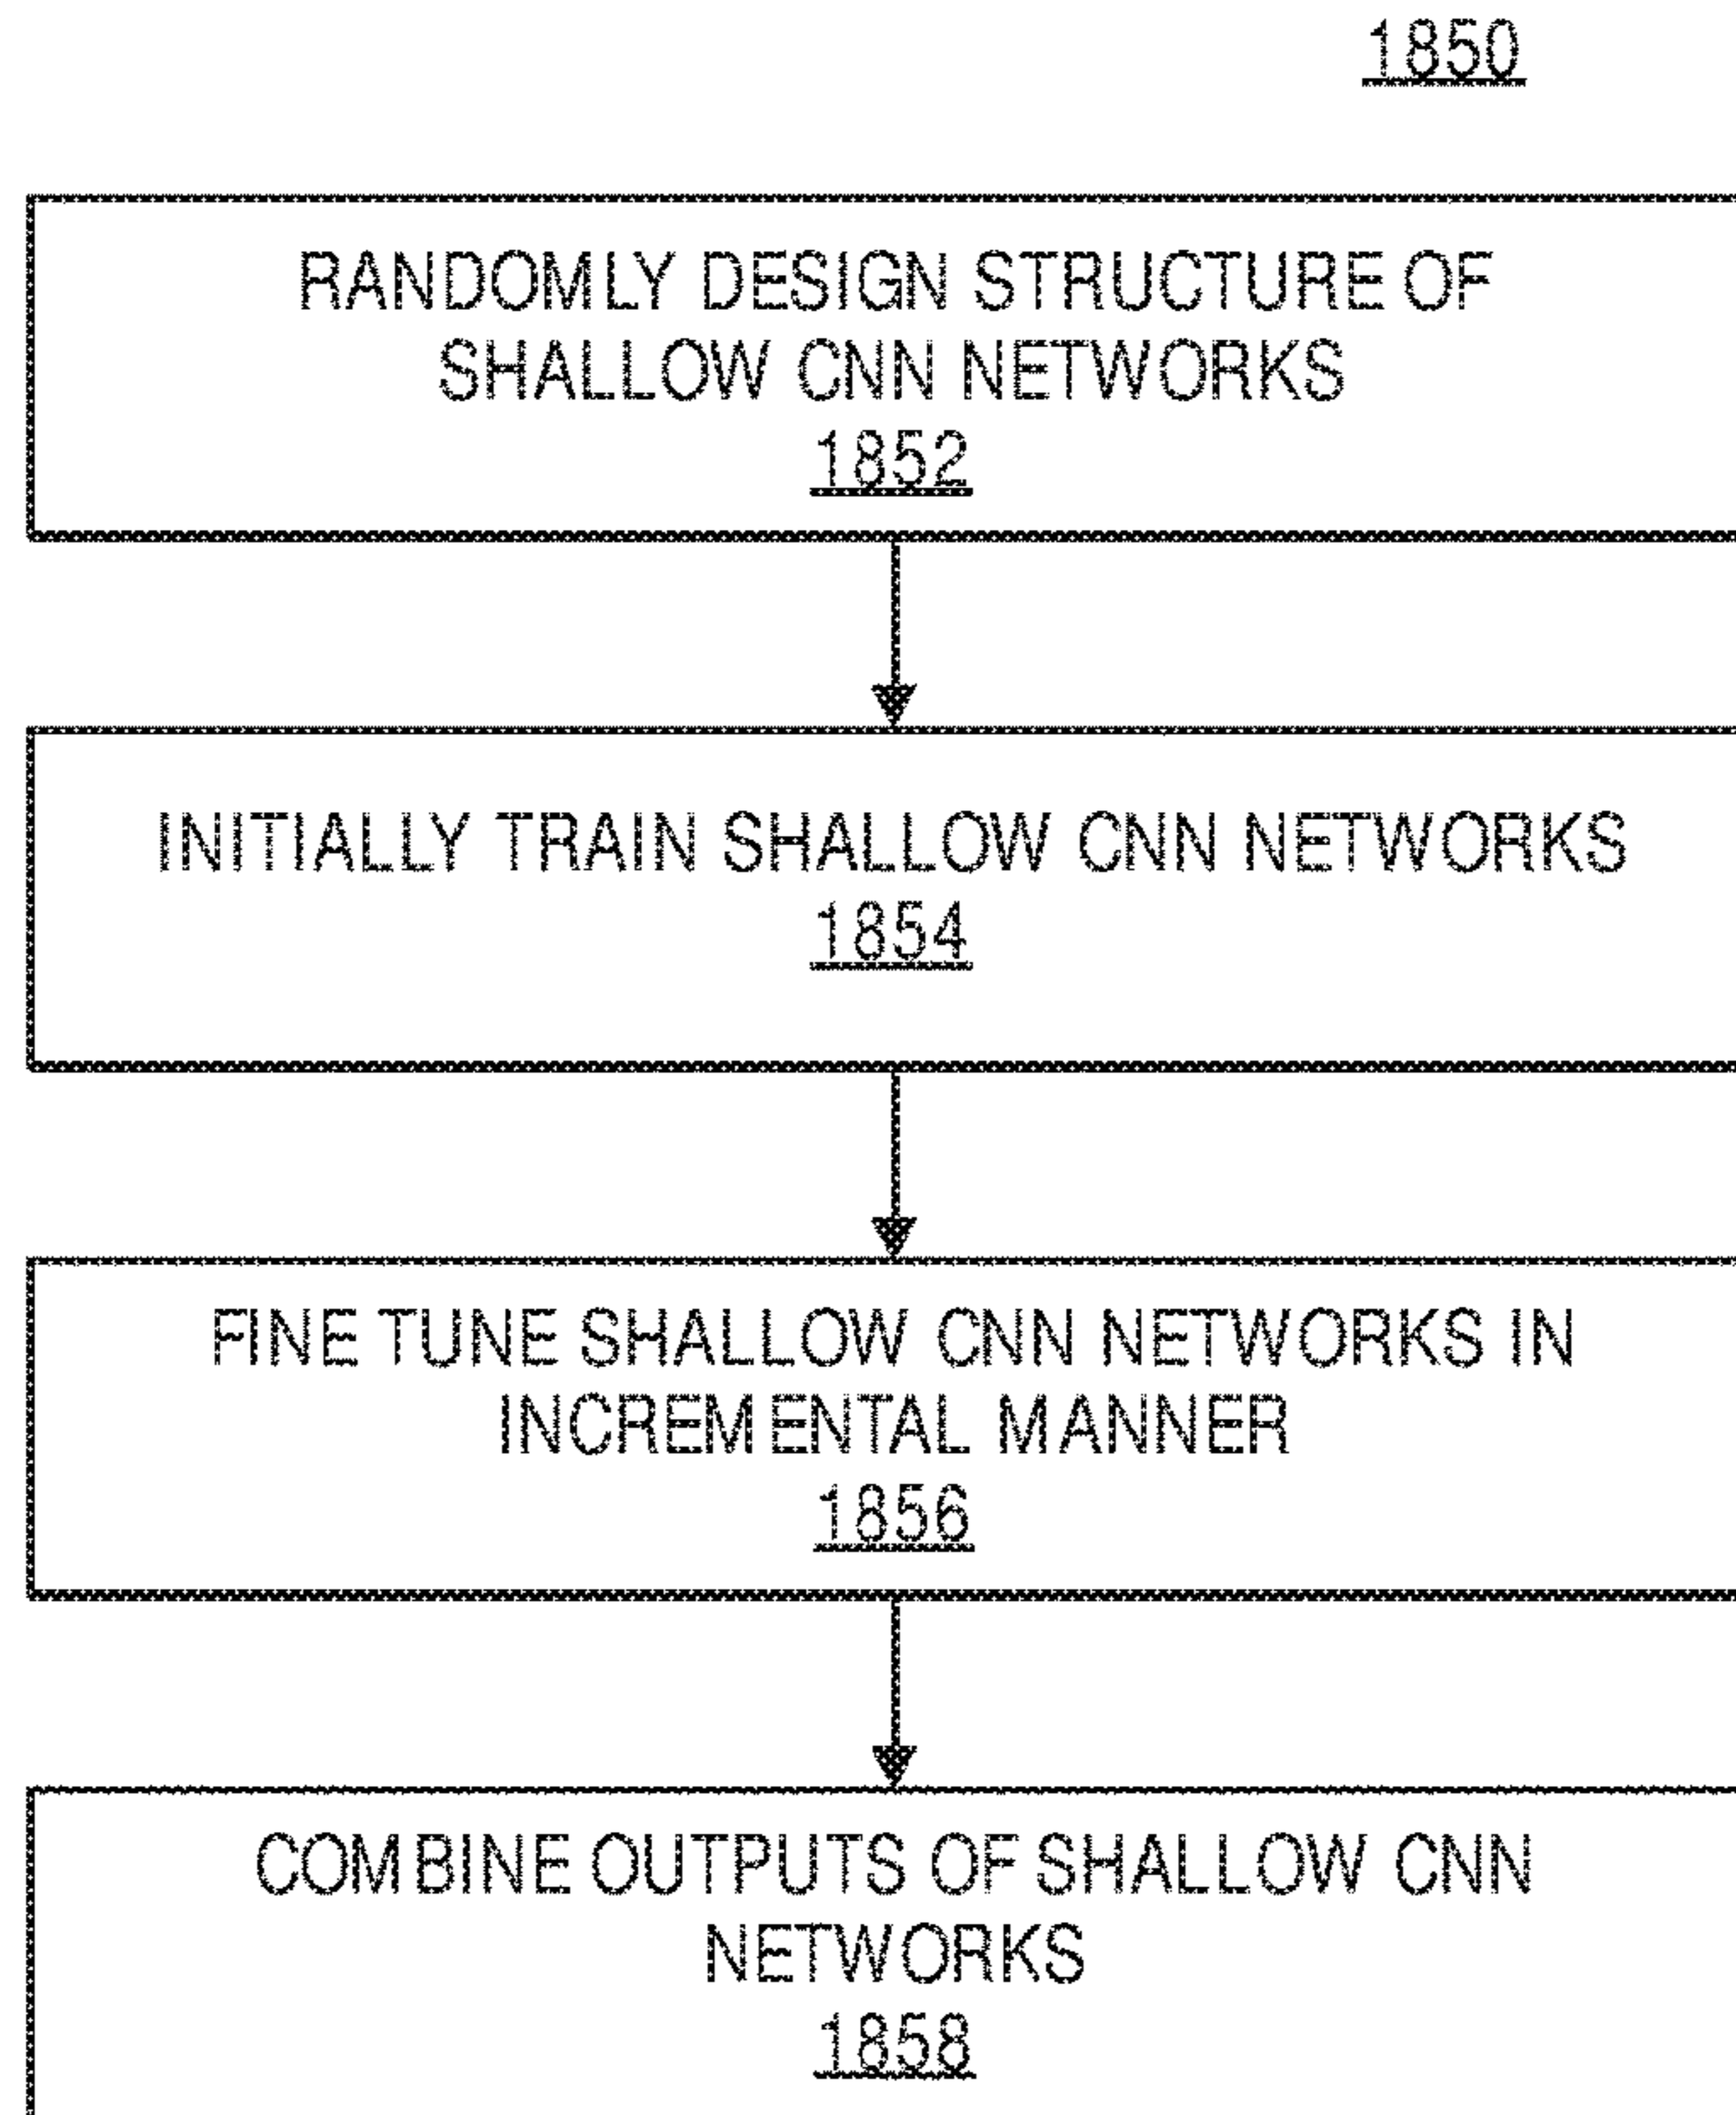 1850
RANDOMLY DESIGN STRUCTURE OF
SHALLOW CNN NETWORKS
1852
INITIALLY TRAIN SHALLOW CNN NETWORKS
1854
FINE TUNE SHALLOW CNN NETWORKS IN
INCREMENTAL MANNER
1856
COMBINE OUTPUTS OF SHALLOW CNN
NETWORKS
1858